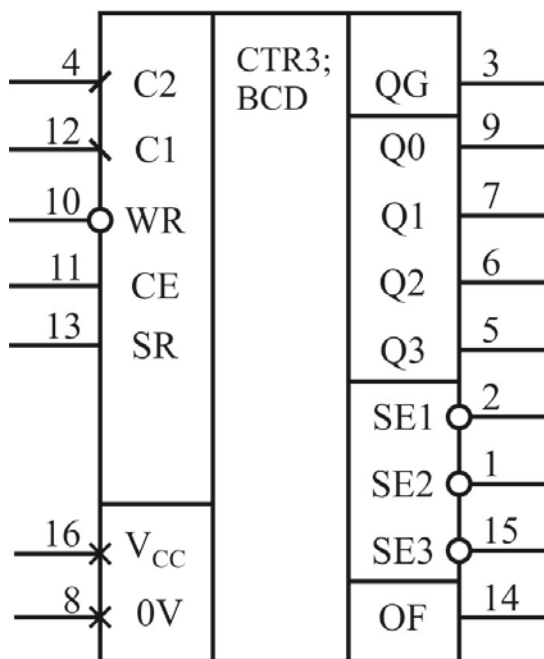 4 C2 CTR3; QG 3
BCD
12 C1 Q0 9
10 WR Q1 7
11 CE Q2 6
13 SR Q3 5
SE1 2
SE2 1
16 VCC SE3 15
8 0V OF 14